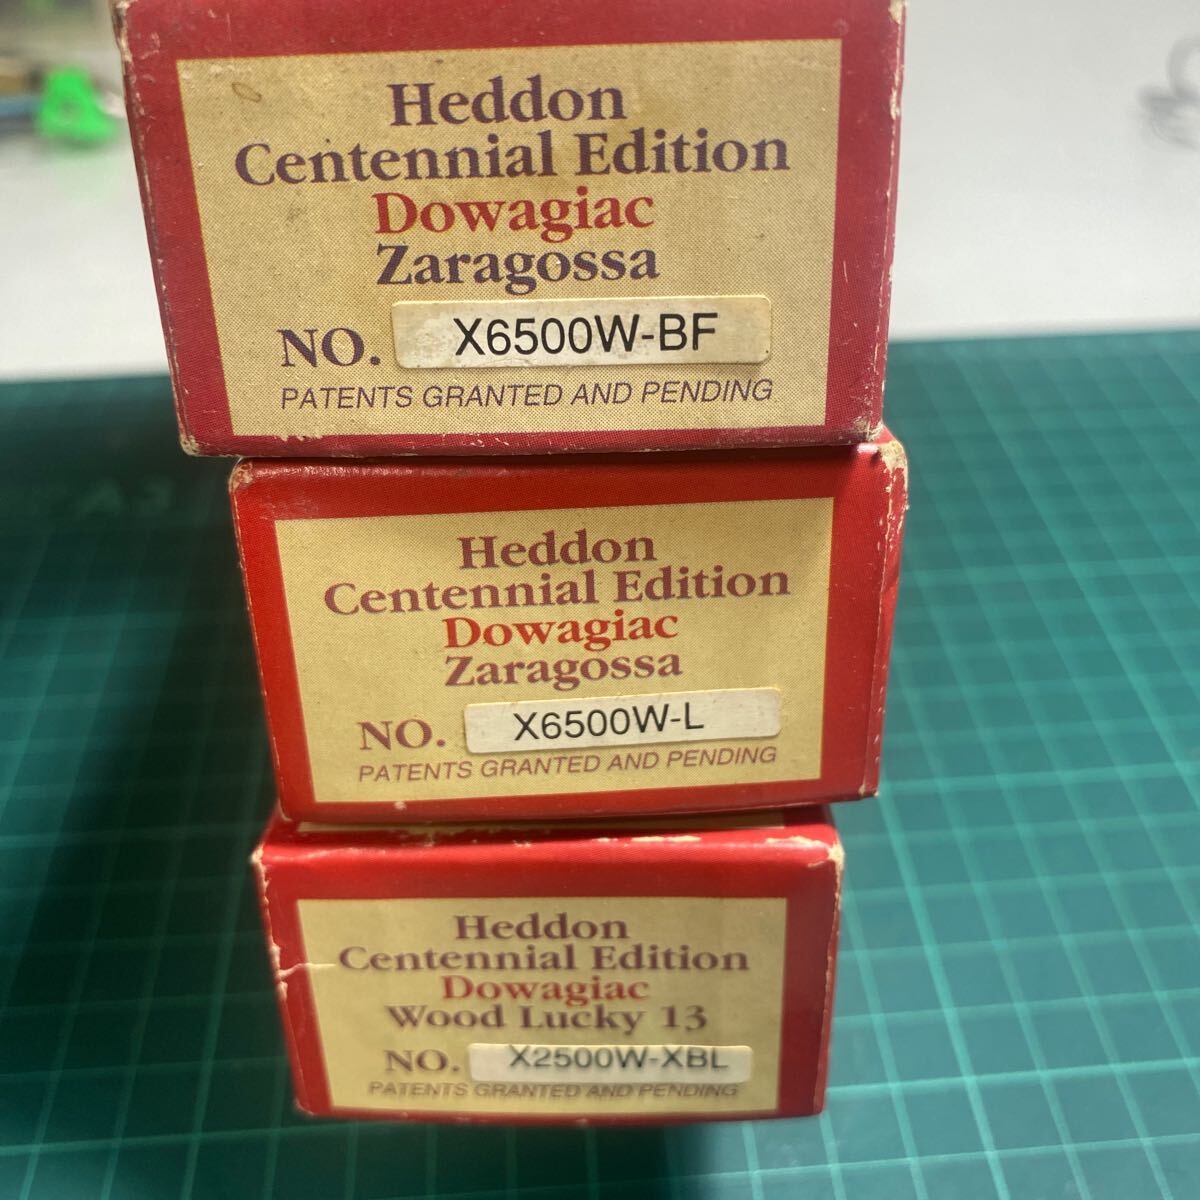 Heddon
Centennial Edition
Dowagiac
Zaragossa
NO. X6500W-BF
PATENTS GRANTED AND PENDING
Heddon
Centennial Edition
Dowagiac
Zaragossa
NO. X6500W-L
PATENTS GRANTED AND PENDING
Heddon
Centennial Edition
Dowagiac
Wood Lucky 13
NO. X2500W-XBL
PATENTS GRANTED AND PENDING